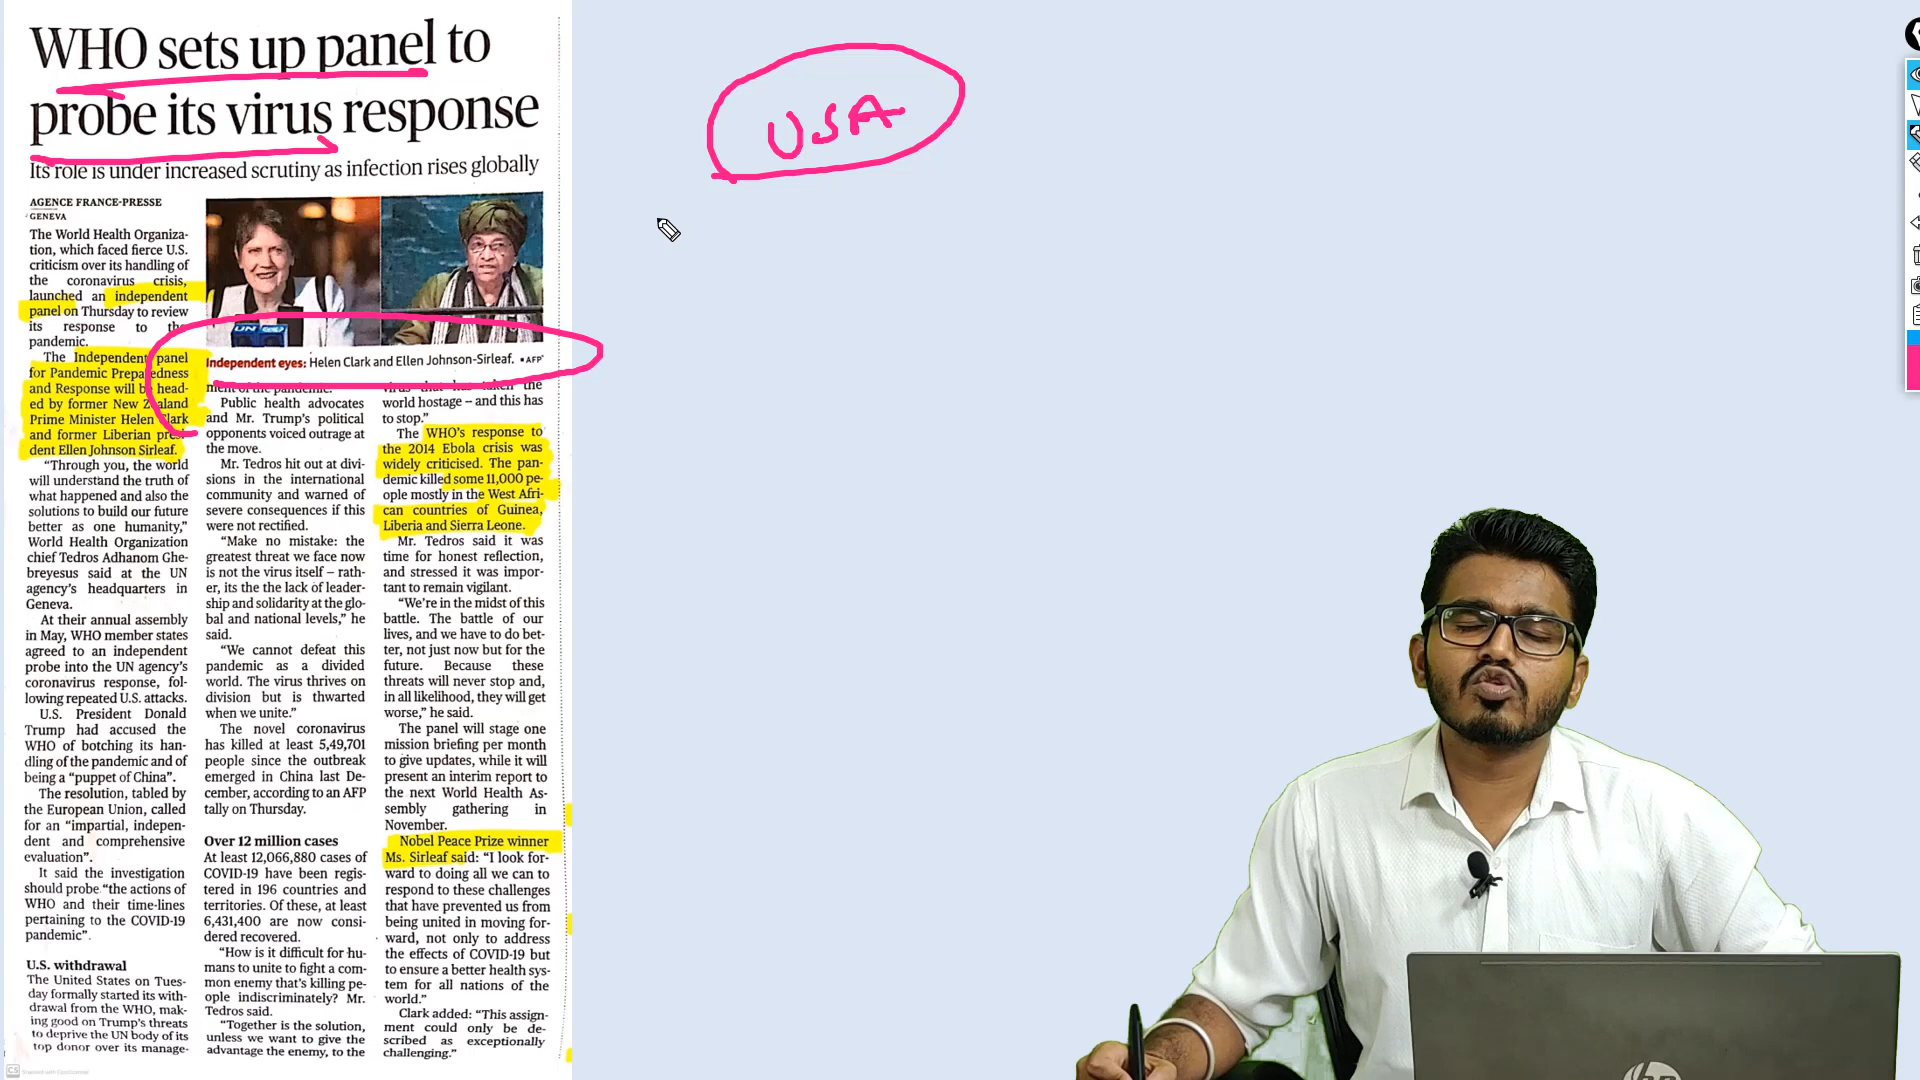 WHO sets up panel to
probe its virus response
Its role is under increased scrutiny as infection rises globally
AGENCE FRANCE-PRESSE
GENEVA
The World Health Organiza-
tion, which faced fierce U.S.
criticism over its handling of
the coronavirus crisis,
launched an independent
panel on Thursday to review
its response to the
pandemic.
The Independent panel
for Pandemic Preparedness
and Response will be head-
ed by former New Zealand
Prime Minister Helen Clark
and former Liberian presi-
dent Ellen Johnson Sirleaf.
"Through you, the world
will understand the truth of
what happened and also the
solutions to build our future
better as one humanity,"
World Health Organization
chief Tedros Adhanom Ghe-
breyesus said at the UN
agency's headquarters in
Geneva.
At their annual assembly
in May, WHO member states
agreed to an independent
probe into the UN agency's
coronavirus response, fol-
lowing repeated U.S. attacks.
U.S. President Donald
Trump had accused the
WHO of botching its han-
dling of the pandemic and of
being a "puppet of China".
The resolution, tabled by
the European Union, called
for an "impartial, indepen-
dent and comprehensive
evaluation".
It said the investigation
should probe "the actions of
WHO and their time-lines
pertaining to the COVID-19
pandemic".
U.S. withdrawal
The United States on Tues-
day formally started its with-
drawal from the WHO, mak-
ing good on Trump's threats
to deprive the UN body of its
top donor over its manage-
UN
Independent eyes: Helen Clark and Ellen Johnson-Sirleaf. ▪AFP
ment of the pandemic.
Public health advocates
and Mr. Trump's political
opponents voiced outrage at
the move.
Mr. Tedros hit out at divi-
sions in the international
community and warned of
severe consequences if this
were not rectified.
"Make no mistake: the
greatest threat we face now
is not the virus itself – rath-
er, its the the lack of leader-
ship and solidarity at the glo-
bal and national levels," he
said.
"We cannot defeat this
pandemic as a divided
world. The virus thrives on
division but is thwarted
when we unite."
The novel coronavirus
has killed at least 5,49,701
people since the outbreak
emerged in China last De-
cember, according to an AFP
tally on Thursday.
Over 12 million cases
At least 12,066,880 cases of
COVID-19 have been regis-
tered in 196 countries and
territories. Of these, at least
6,431,400 are now consi-
dered recovered.
"How is it difficult for hu-
mans to unite to fight a com-
mon enemy that's killing pe-
ople indiscriminately? Mr.
Tedros said.
"Together is the solution,
unless we want to give the
advantage the enemy, to the
virus that has taken the
world hostage – and this has
to stop."
The WHO's response to
the 2014 Ebola crisis was
widely criticised. The pan-
demic killed some 11,000 pe-
ople mostly in the West Afri-
can countries of Guinea,
Liberia and Sierra Leone.
Mr. Tedros said it was
time for honest reflection,
and stressed it was impor-
tant to remain vigilant.
"We're in the midst of this
battle. The battle of our
lives, and we have to do bet-
ter, not just now but for the
future. Because these
threats will never stop and,
in all likelihood, they will get
worse," he said.
The panel will stage one
mission briefing per month
to give updates, while it will
present an interim report to
the next World Health As-
sembly gathering in
November.
Nobel Peace Prize winner
Ms. Sirleaf said: "I look for-
ward to doing all we can to
respond to these challenges
that have prevented us from
being united in moving for-
ward, not only to address
the effects of COVID-19 but
to ensure a better health sys-
tem for all nations of the
world."
Clark added: "This assign-
ment could only be de-
scribed as exceptionally
challenging."
CS Scanned with CamScanner
USA
hp